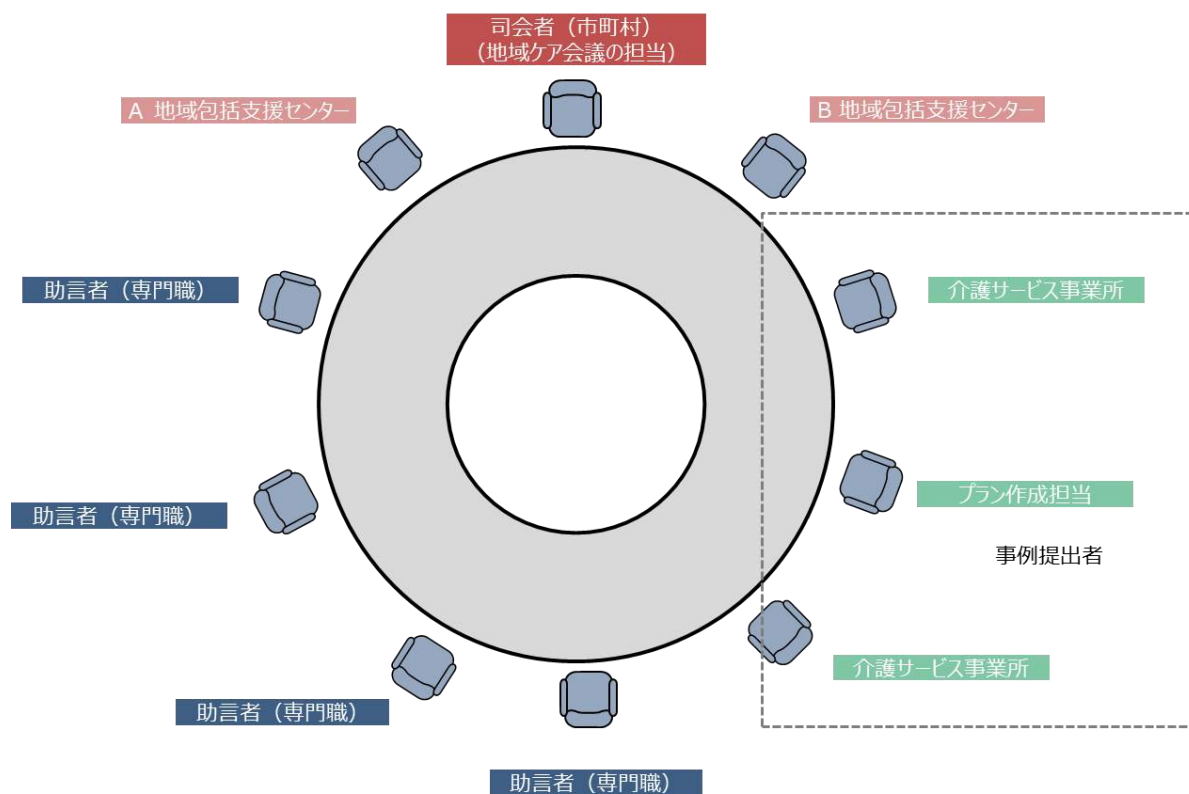 司会者（市町村）
（地域ケア会議の担当）
A 地域包括支援センター
B 地域包括支援センター
助言者（専門職）
介護サービス事業所
助言者（専門職）
プラン作成担当
事例提出者
介護サービス事業所
助言者（専門職）
助言者（専門職）